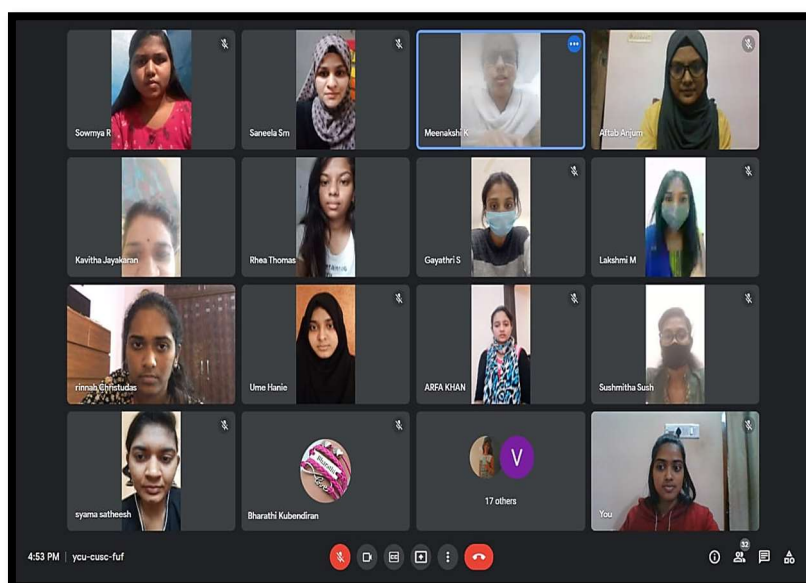 Sowmya R
Saneela Sm
Meenakshi K
Aftab Anjum
Kavitha Jayakaran
Rhea Thomas
Gayathri S
Lakshmi M
rinnah Christudas
Ume Hanie
ARFA KHAN
Sushmitha Sush
syama satheesh
Bharathi Kubendiran
V
17 others
You
4:53 PM | ycu-cusc-fuf
32